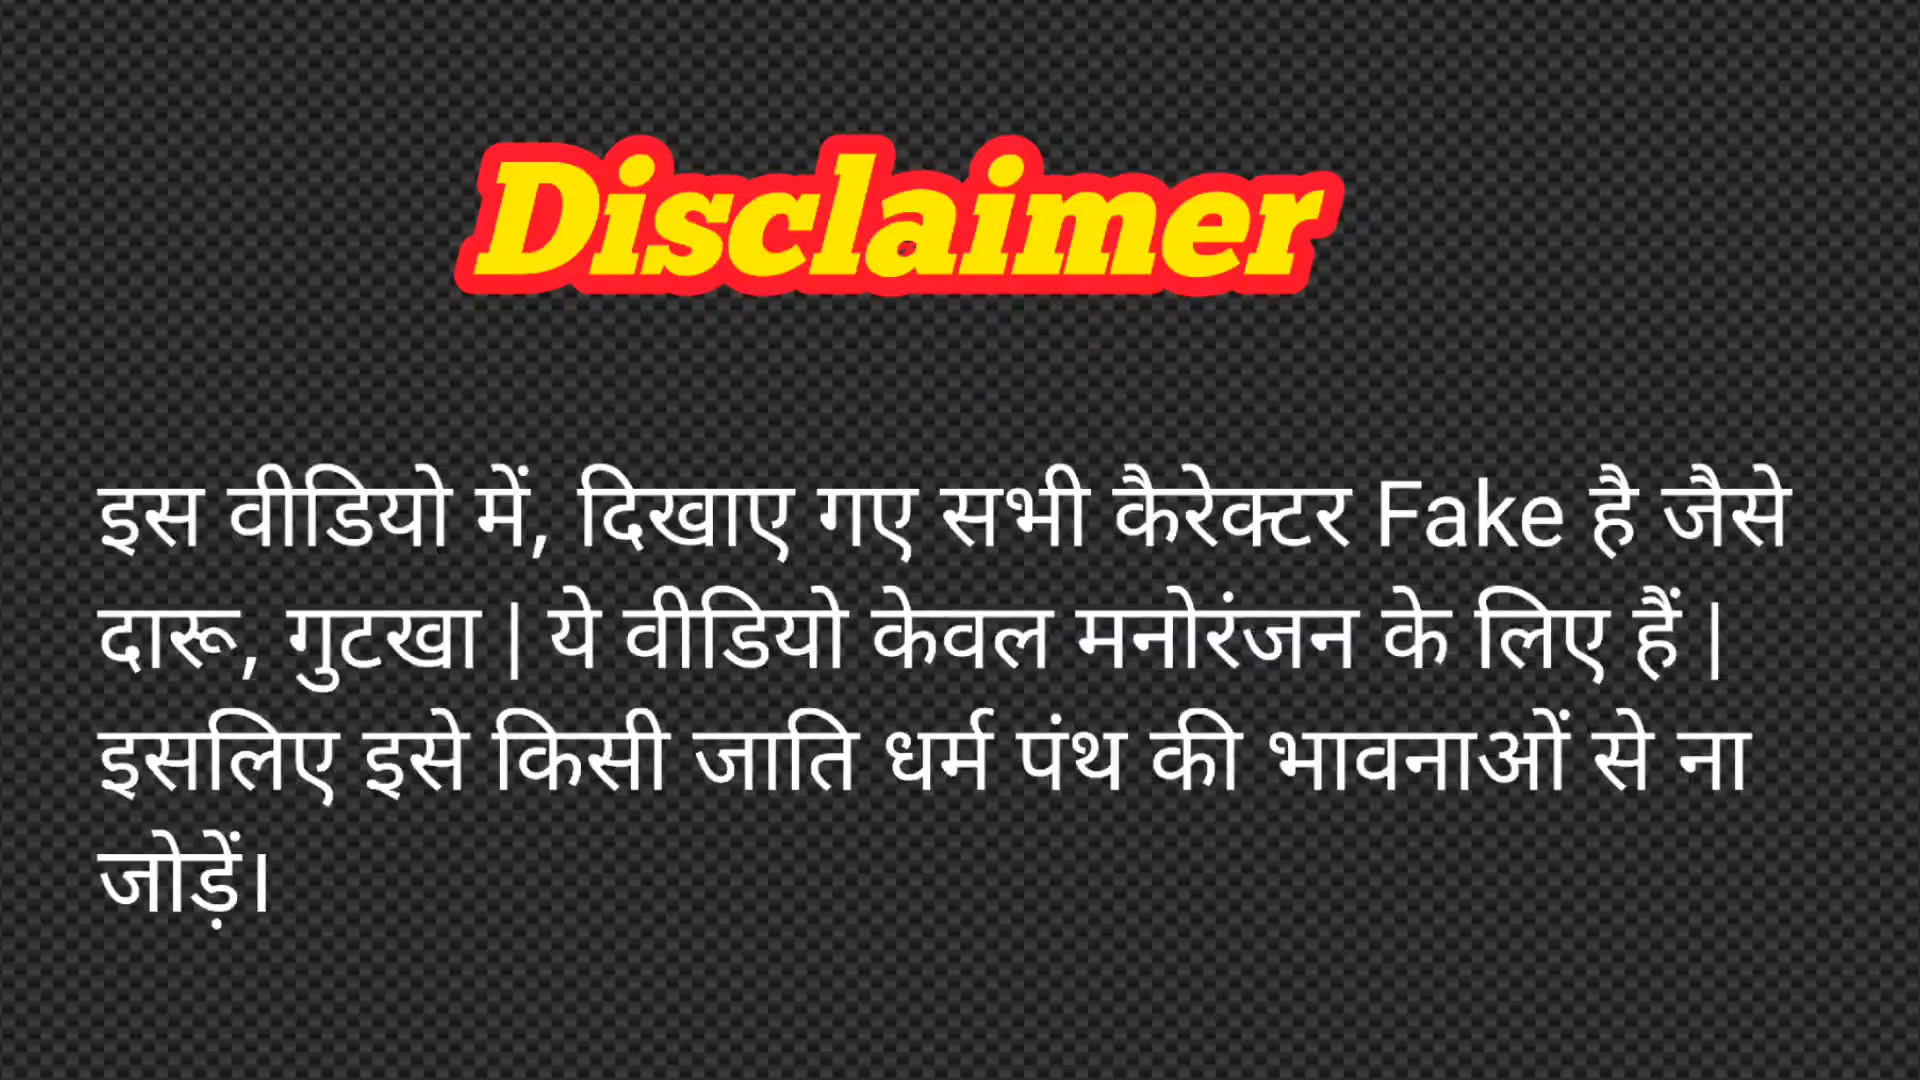 Disclaimer
इस वीडियो में, दिखाए गए सभी कैरेक्टर Fake है जैसे
दारू, गुटखा | ये वीडियो केवल मनोरंजन के लिए हैं |
इसलिए इसे किसी जाति धर्म पंथ की भावनाओं से ना
जोड़ें।